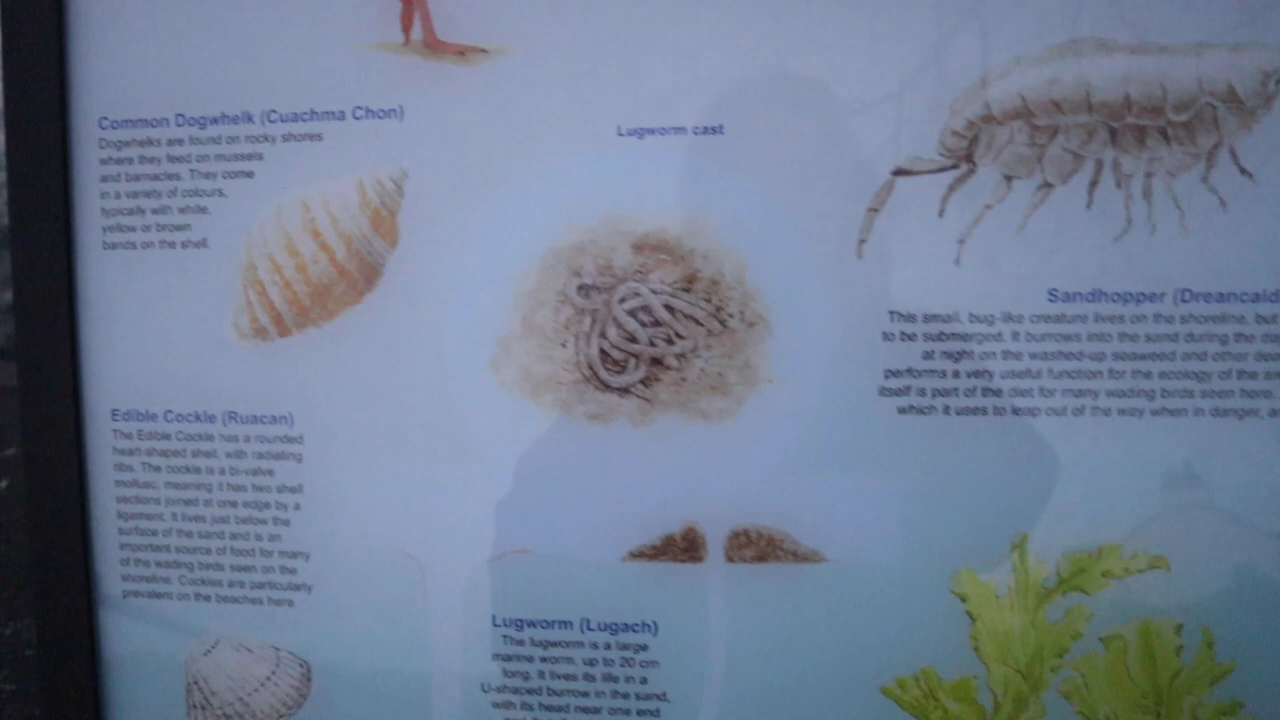 Common Dogwhelk (Cuachma Chon)
Dogwhelks are found on rocky shores
where they feed on mussels
and barnacles. They come
in a variety of colours,
typically with white,
yellow or brown
bands on the shell.
Lugworm cast
Sandhopper (Dreancaid
This small, bug-like creature lives on the shoreline, but
to be submerged. It burrows into the sand during the
at night on the washed-up seaweed and other
performs a very useful function for the ecology of the
itself is part of the diet for many wading birds seen here.
which it uses to leap out of the way when in danger,
Edible Cockle (Ruacan)
The Edible Cockle has a rounded
heart-shaped shell, with radiating
ribs. The cockle is a bi-valve
mollusc, meaning it has two shell
sections joined at one edge by a
ligament. It lives just below the
surface of the sand and is an
important source of food for many
of the wading birds seen on the
shoreline. Cockles are particularly
prevalent on the beaches here.
Lugworm (Lugach)
The lugworm is a large
marine worm, up to 20 cm
long. It lives its life in a
U-shaped burrow in the sand,
with its head near one end